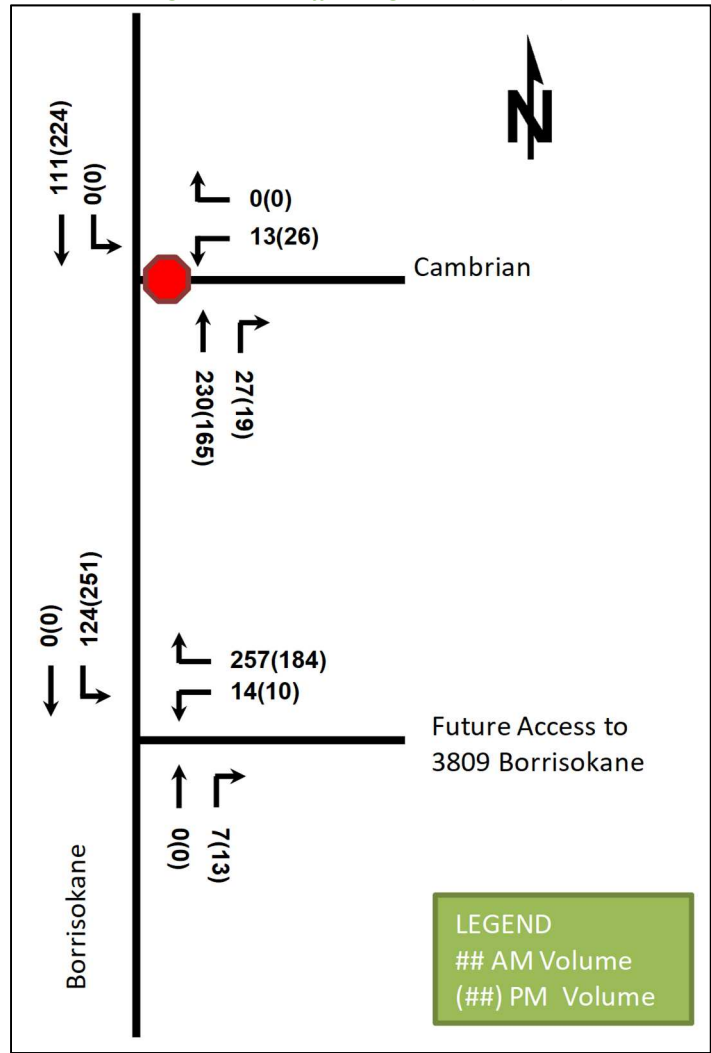 N
111(224)
0(0)
0(0)
13(26)
Cambrian
230(165)
27(19)
0(0)
124(251)
257(184)
14(10)
Future Access to
3809 Borrisokane
0(0)
7(13)
Borrisokane
LEGEND
## AM Volume
(##) PM Volume